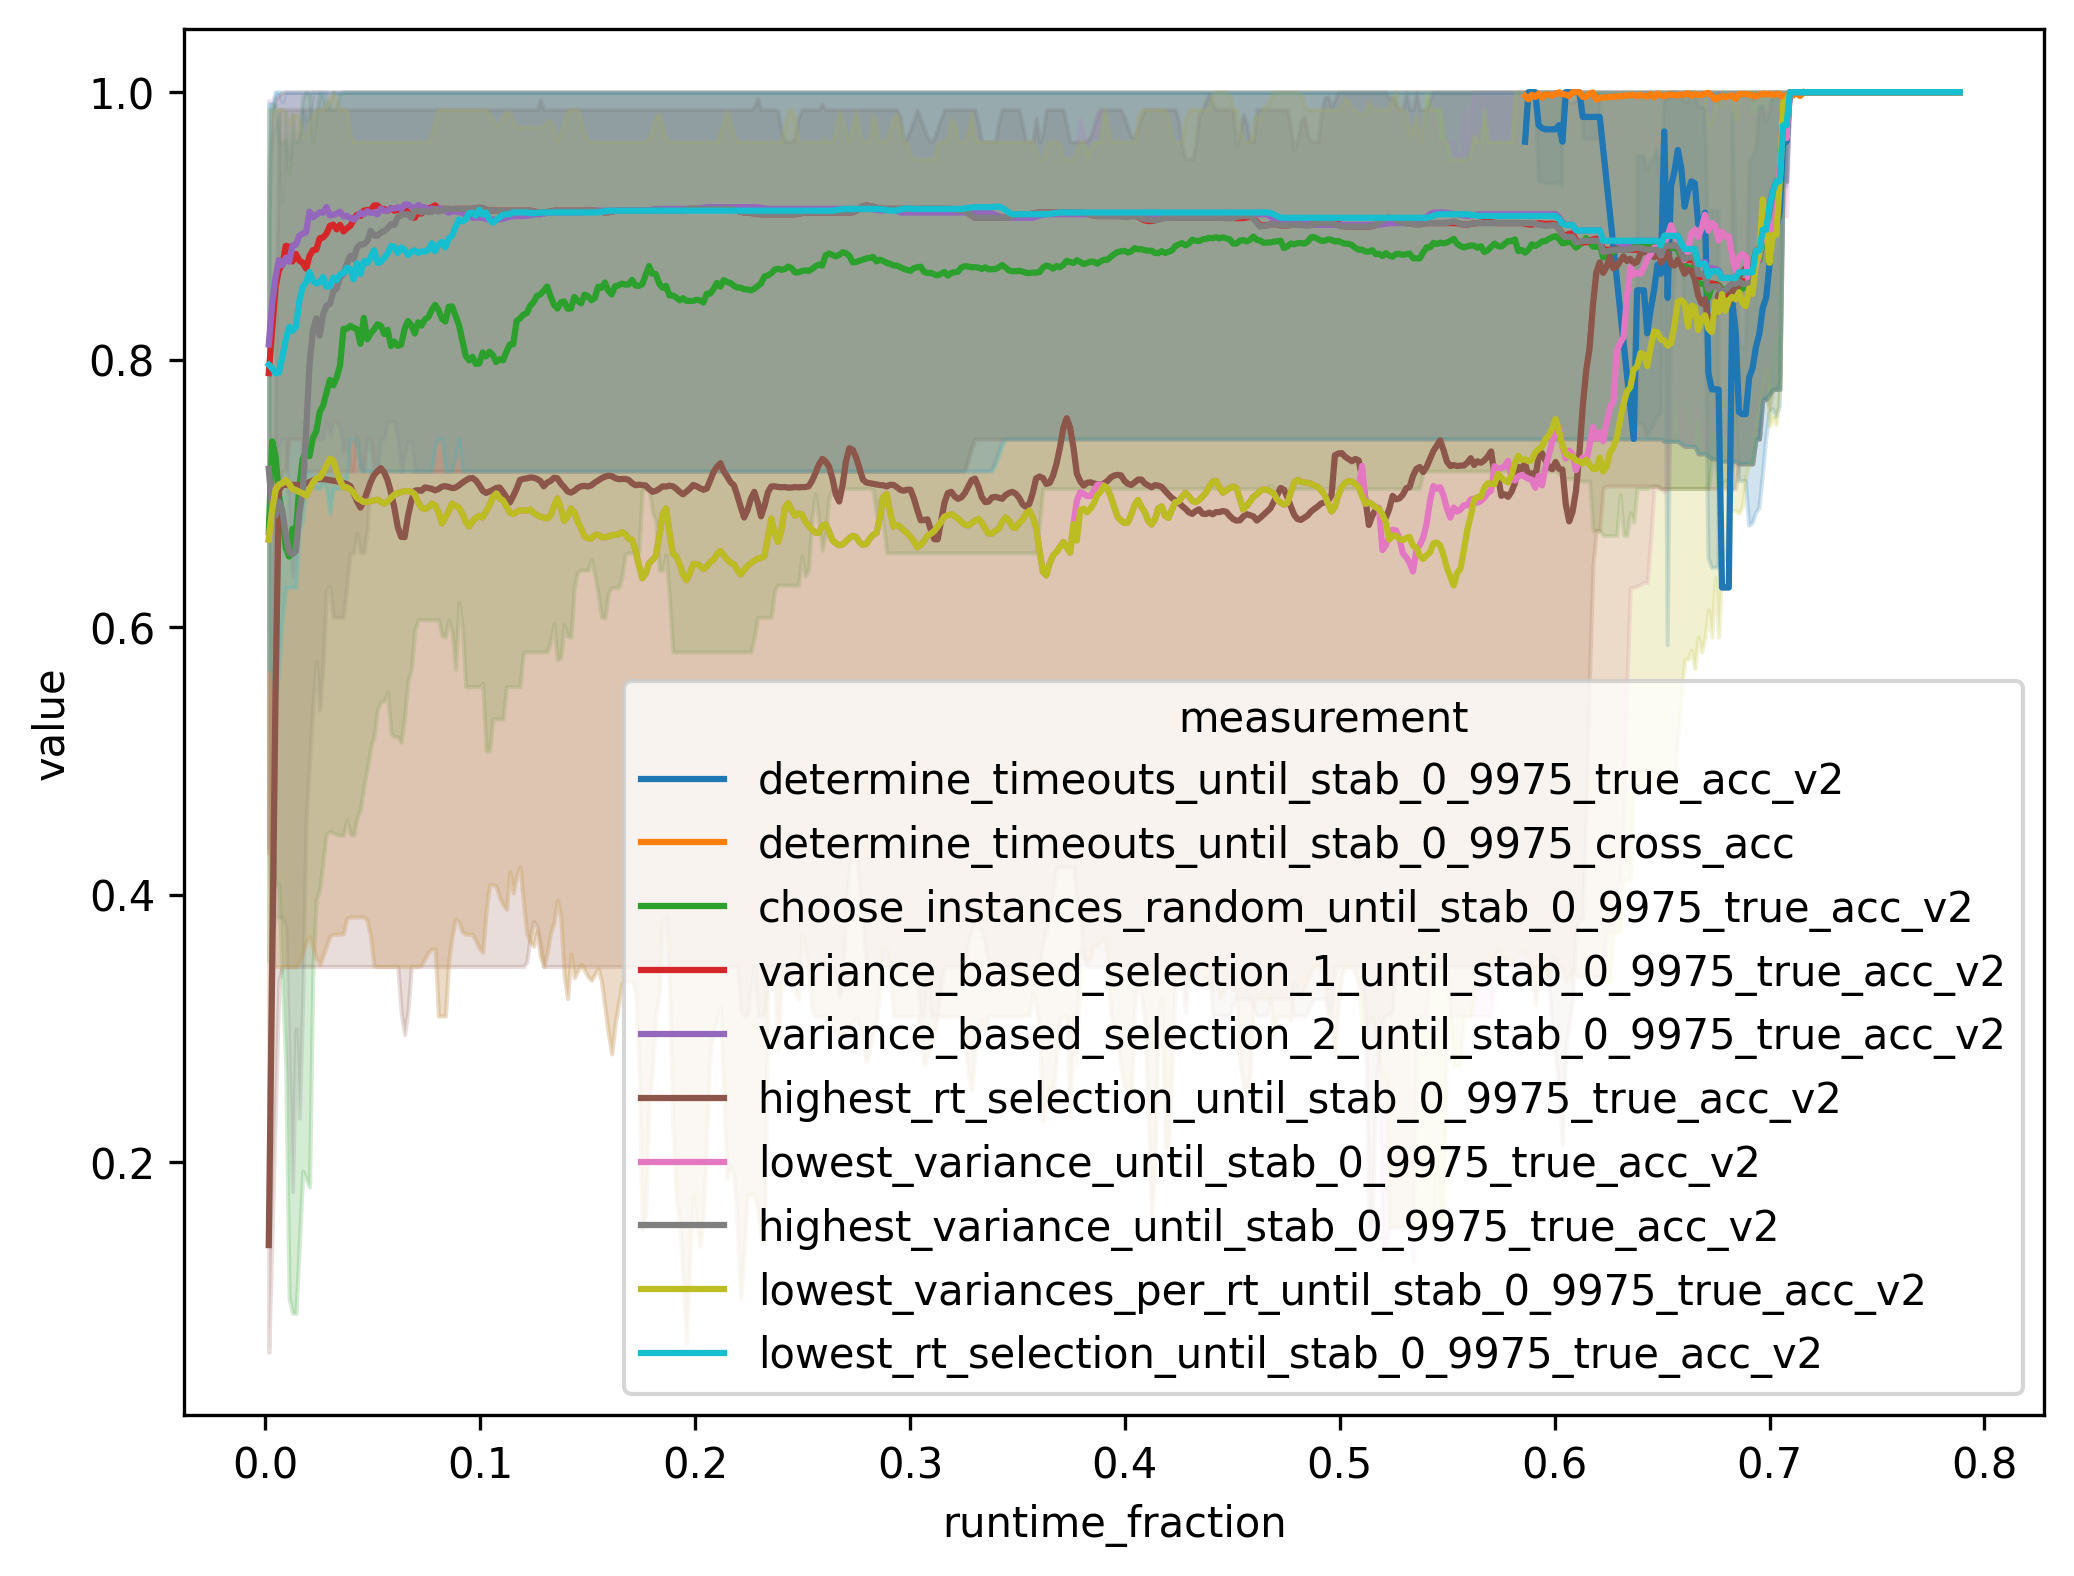 1.0
0.8
0.6
0.4
0.2
value
measurement
determine_timeouts_until_stab_0_9975_true_acc_v2
determine_timeouts_until_stab_0_9975_cross_acc
choose_instances_random_until_stab_0_9975_true_acc_v2
variance_based_selection_1_until_stab_0_9975_true_acc_v2
variance_based_selection_2_until_stab_0_9975_true_acc_v2
highest_rt_selection_until_stab_0_9975_true_acc_v2
lowest_variance_until_stab_0_9975_true_acc_v2
highest_variance_until_stab_0_9975_true_acc_v2
lowest_variances_per_rt_until_stab_0_9975_true_acc_v2
lowest_rt_selection_until_stab_0_9975_true_acc_v2
0.0 0.1 0.2 0.3 0.4 0.5 0.6 0.7 0.8
runtime_fraction